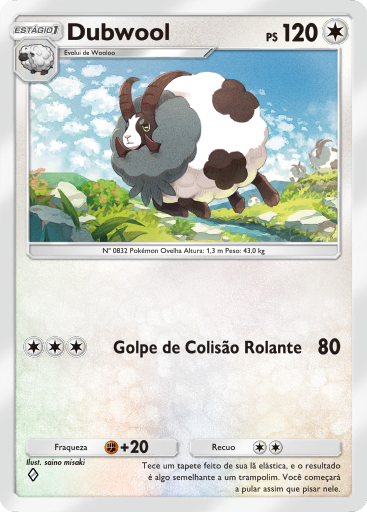 ESTÁGIO 1
Dubwool
PS 120
Evolui de Wooloo
Nº 0832 Pokémon Ovelha Altura: 1,3 m Peso: 43,0 kg
Golpe de Colisão Rolante 80
Fraqueza +20 Recuo
Ilust. saino misaki
Tece um tapete feito de sua lã elástica, e o resultado
é algo semelhante a um trampolim. Você começará
a pular assim que pisar nele.